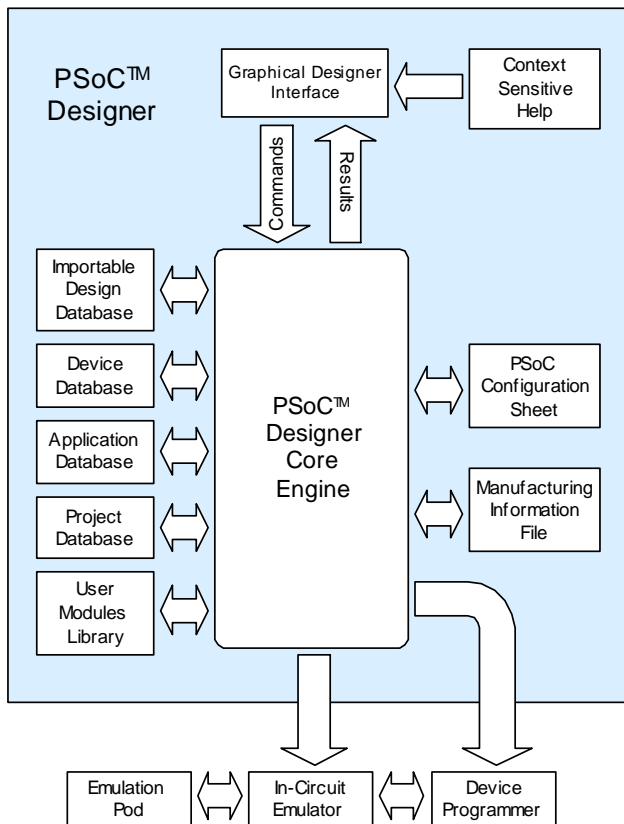 PSoC™
Designer
Graphical Designer
Interface
Context
Sensitive
Help
Commands
Results
Importable
Design
Database
Device
Database
Application
Database
Project
Database
User
Modules
Library
PSoC™
Designer
Core
Engine
PSoC
Configuration
Sheet
Manufacturing
Information
File
Emulation
Pod
In-Circuit
Emulator
Device
Programmer